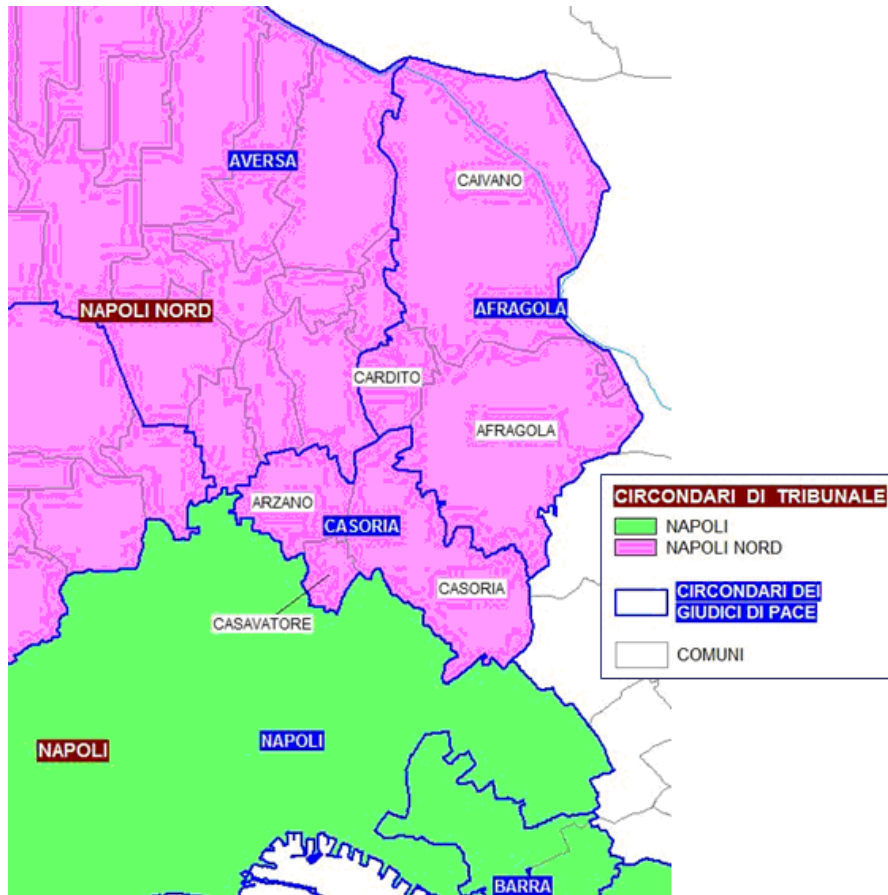 AVERSA
CAIVANO
NAPOLI NORD
AFRAGOLA
CARDITO
AFRAGOLA
ARZANO
CASORIA
CASORIA
CASAVATORE
NAPOLI
NAPOLI
BARRA
CIRCONDARI DI TRIBUNALE
NAPOLI
NAPOLI NORD
CIRCONDARI DEI
GIUDICI DI PACE
COMUNI